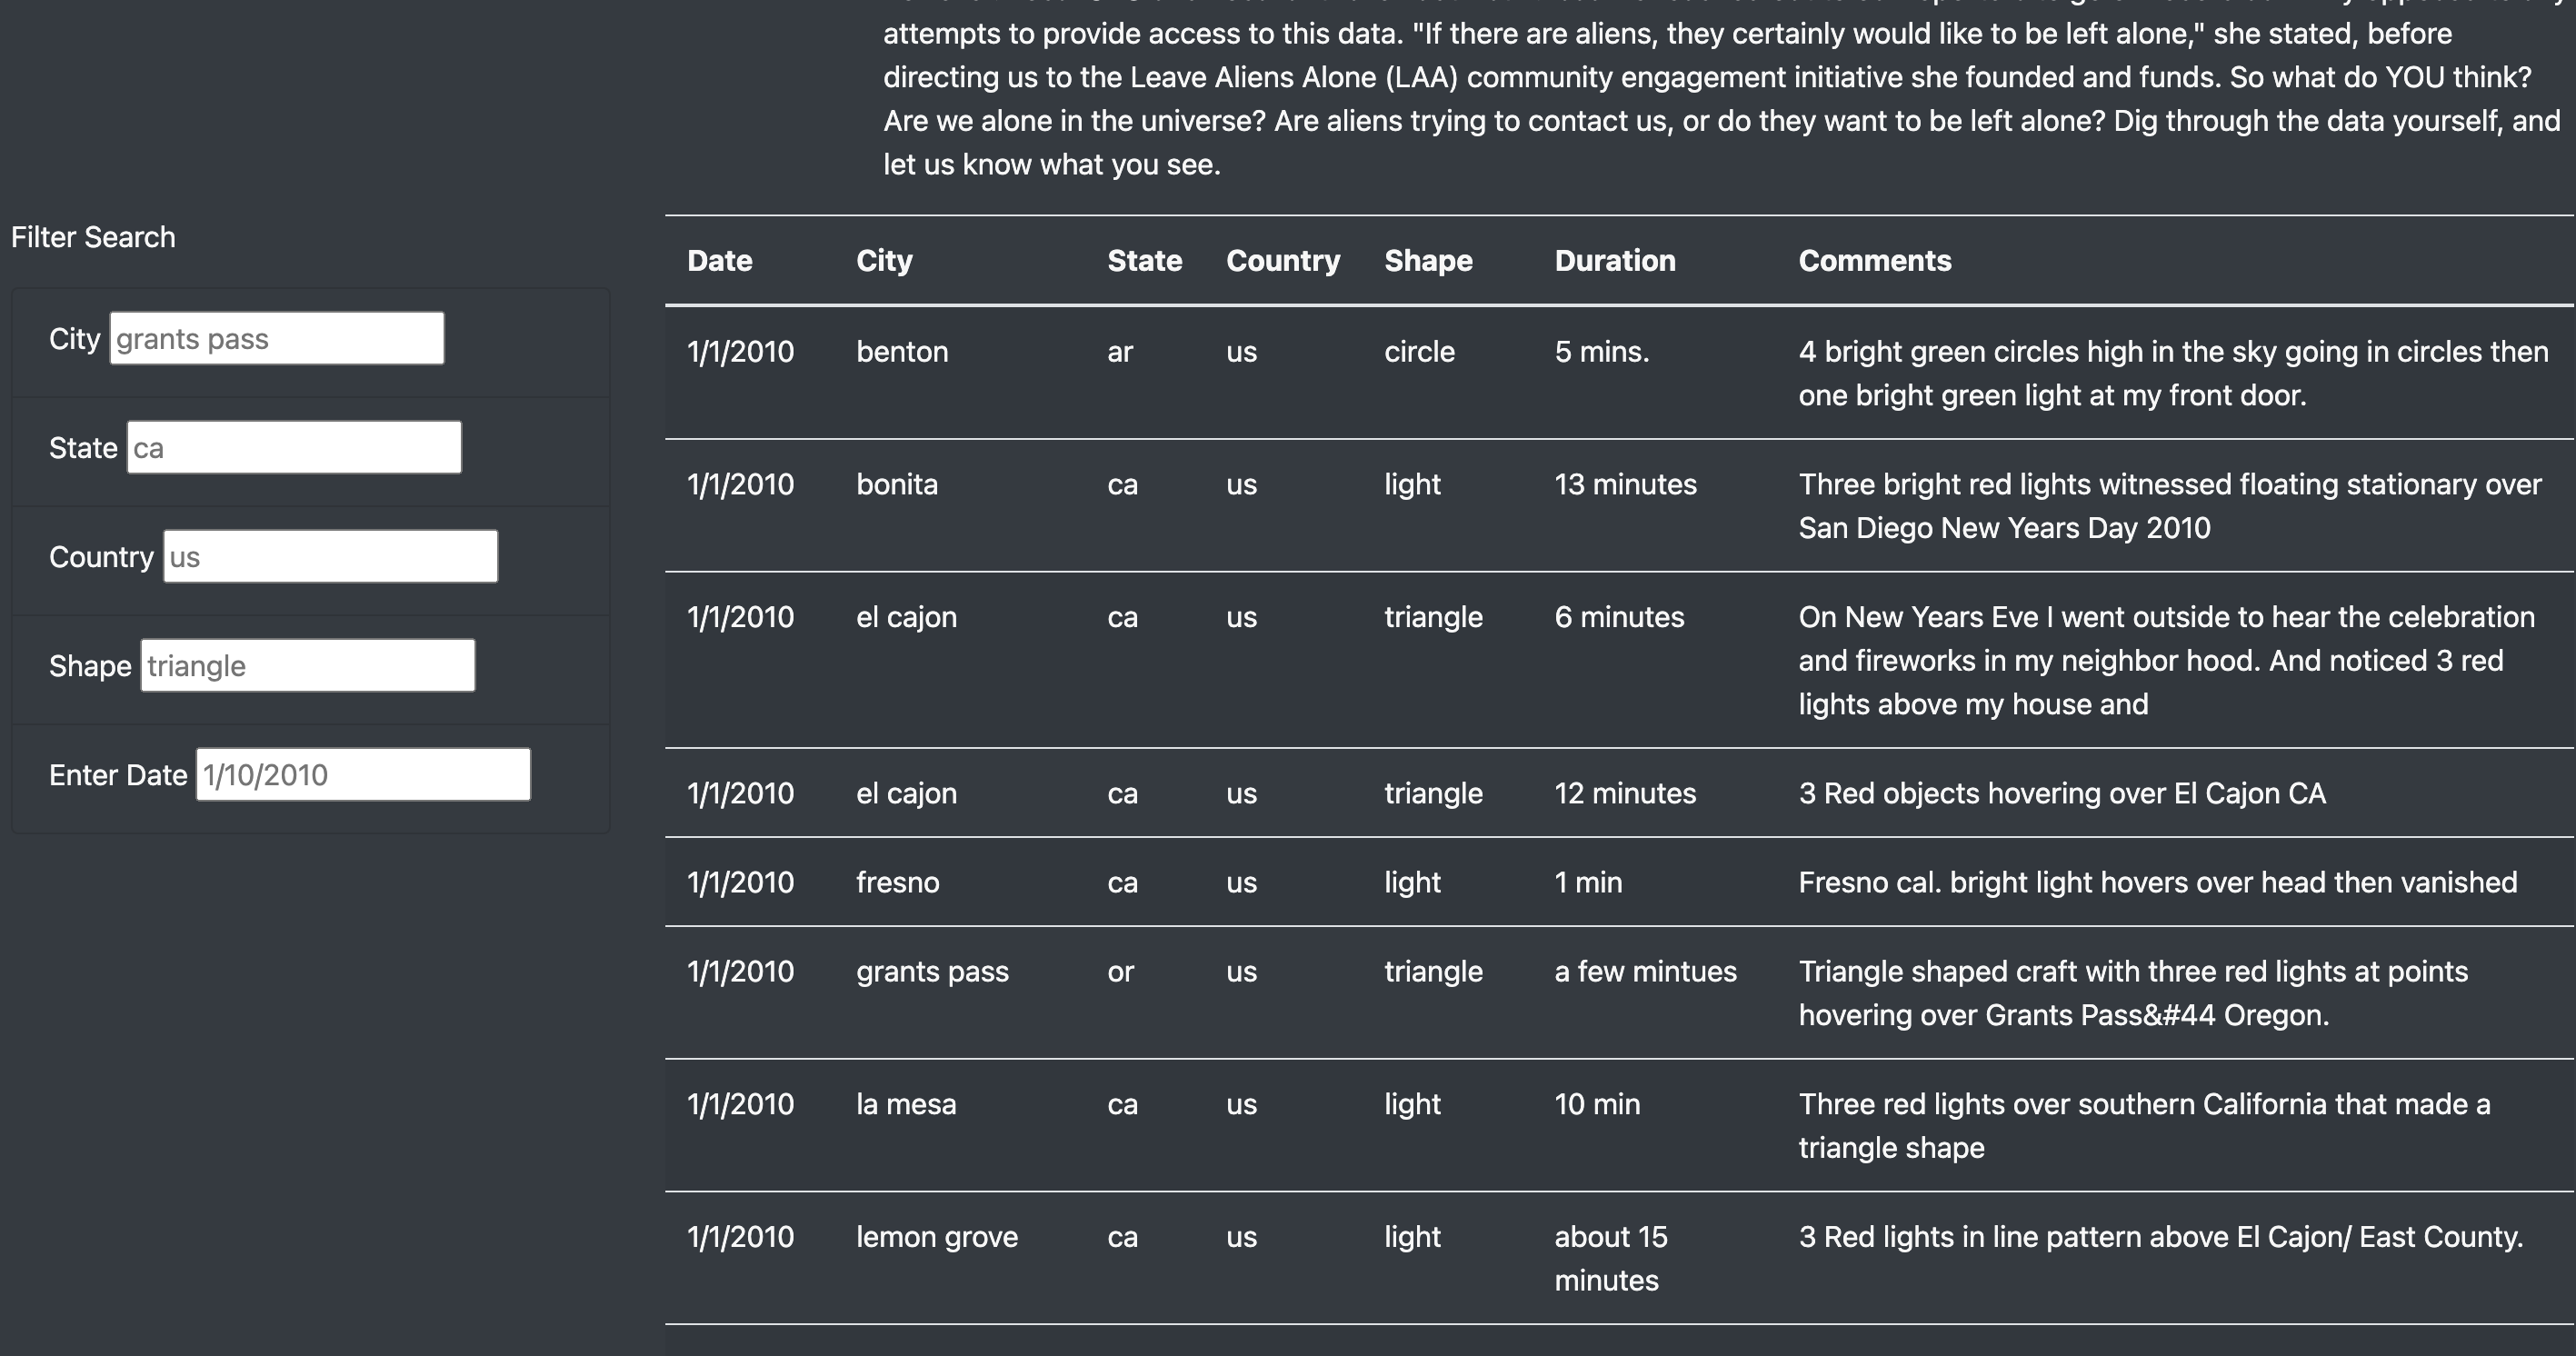 attempts to provide access to this data. "If there are aliens, they certainly would like to be left alone," she stated, before
directing us to the Leave Aliens Alone (LAA) community engagement initiative she founded and funds. So what do YOU think?
Are we alone in the universe? Are aliens trying to contact us, or do they want to be left alone? Dig through the data yourself, and
let us know what you see.
Filter Search
City grants pass
State ca
Country us
Shape triangle
Enter Date 1/10/2010
Date City State Country Shape Duration Comments
1/1/2010 benton ar us circle 5 mins. 4 bright green circles high in the sky going in circles then
one bright green light at my front door.
1/1/2010 bonita ca us light 13 minutes Three bright red lights witnessed floating stationary over
San Diego New Years Day 2010
1/1/2010 el cajon ca us triangle 6 minutes On New Years Eve I went outside to hear the celebration
and fireworks in my neighbor hood. And noticed 3 red
lights above my house and
1/1/2010 el cajon ca us triangle 12 minutes 3 Red objects hovering over El Cajon CA
1/1/2010 fresno ca us light 1 min Fresno cal. bright light hovers over head then vanished
1/1/2010 grants pass or us triangle a few mintues Triangle shaped craft with three red lights at points
hovering over Grants Pass&#44 Oregon.
1/1/2010 la mesa ca us light 10 min Three red lights over southern California that made a
triangle shape
1/1/2010 lemon grove ca us light about 15 3 Red lights in line pattern above El Cajon/ East County.
minutes